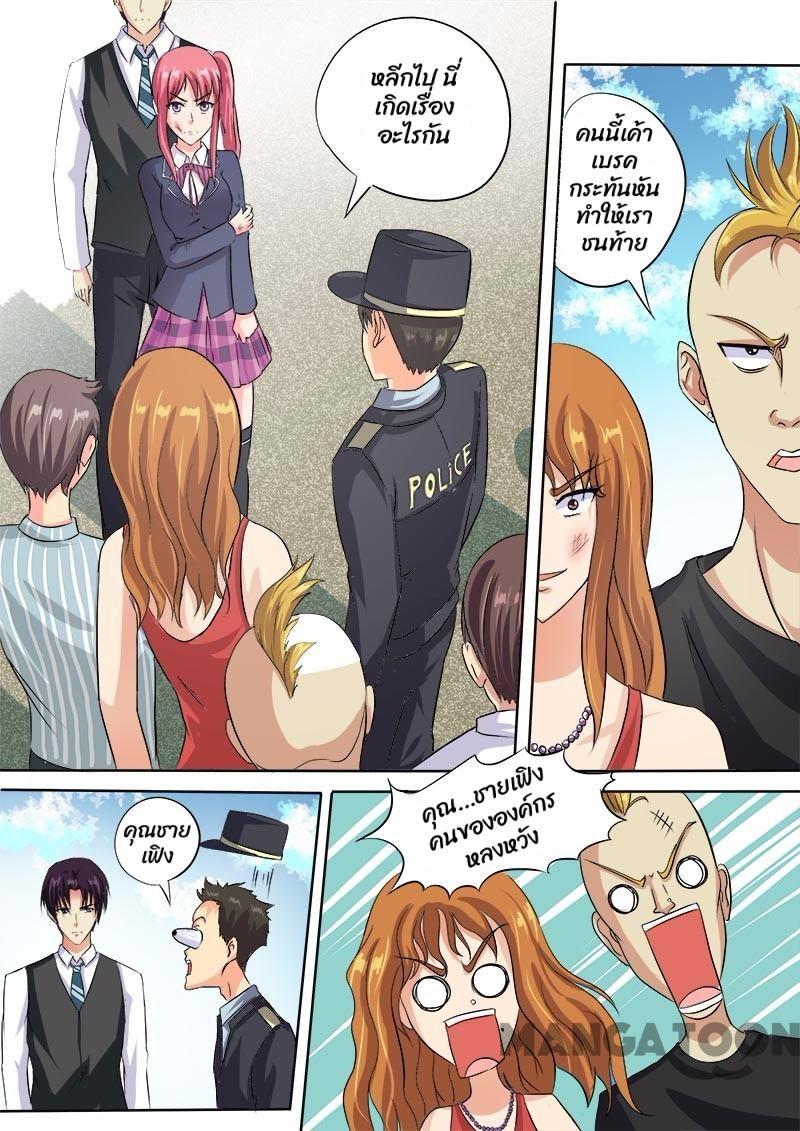 หลีกไป นี่
เกิดเรื่อง
อะไรกัน
คนนี้เค้า
เบรค
กระทันหัน
ทำให้เรา
ชนท้าย
POLICE
คุณชาย
เฟิง
คุณ...ชายเฟิง
คนขององค์กร
หลงหวัง
MANGATOON